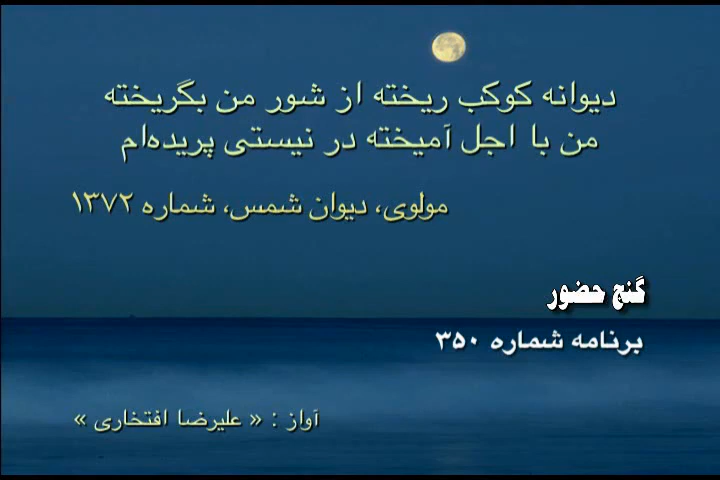 دیوانه کوکب ریخته از شور من بگریخته
من با اجل آمیخته در نیستی پریده‌ام
مولوی، دیوان شمس، شماره ۱۳۷۲
گنج حضور
برنامه شماره ۳۵۰
آواز : « علیرضا افتخاری »